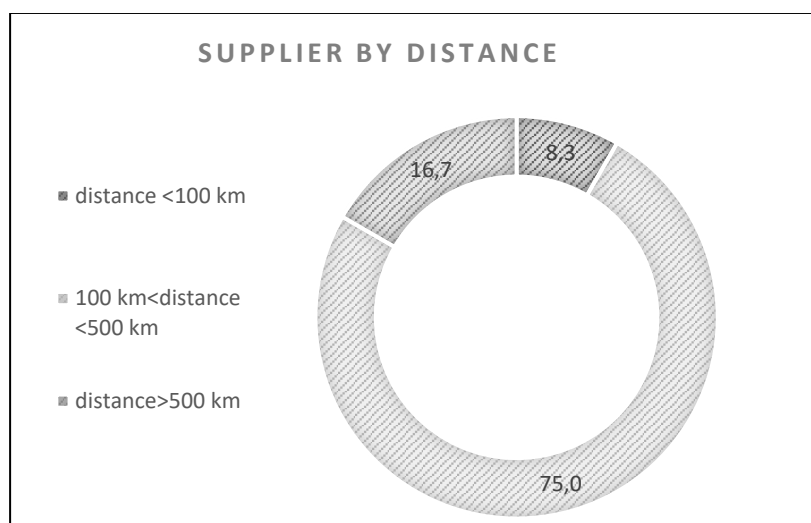 SUPPLIER BY DISTANCE
16,7
8,3
distance <100 km
100 km<distance
<500 km
distance>500 km
75,0